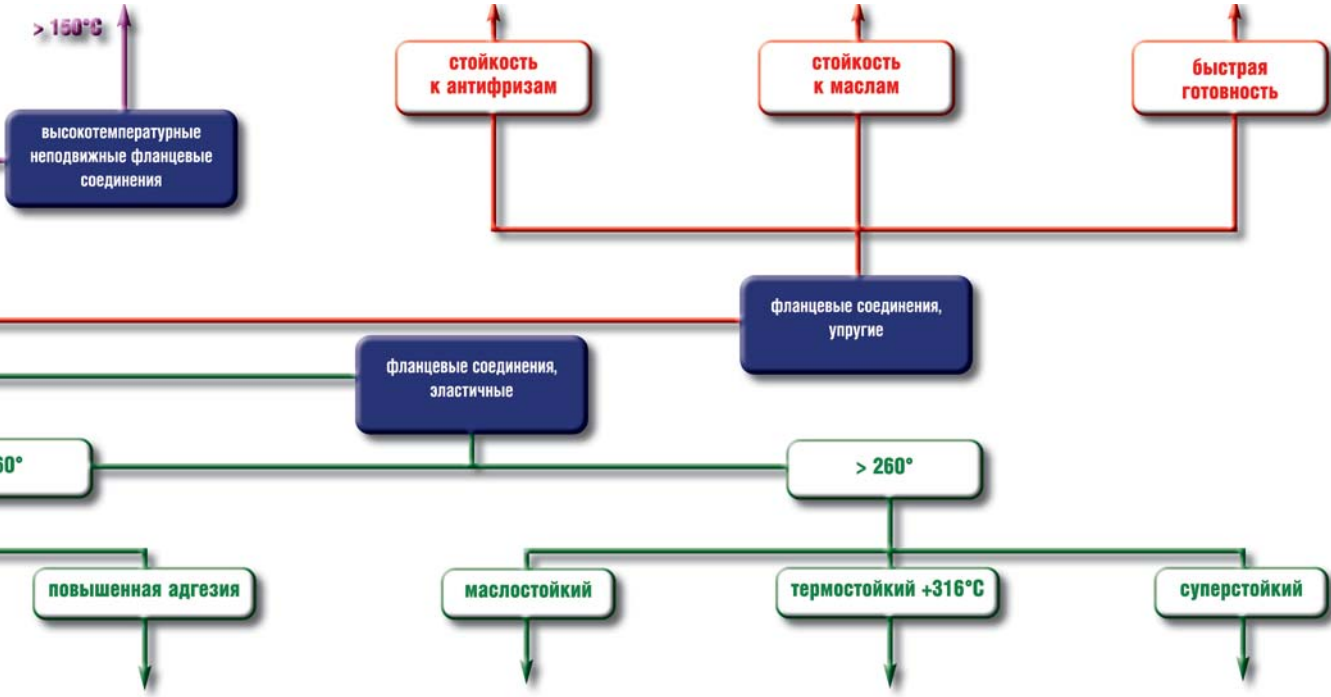 > 150°C
стойкость
к антифризам
стойкость
к маслам
быстрая
готовность
высокотемпературные
неподвижные фланцевые
соединения
фланцевые соединения,
упругие
фланцевые соединения,
эластичные
60°
> 260°
повышенная адгезия
маслостойкий
термостойкий +316°C
суперстойкий